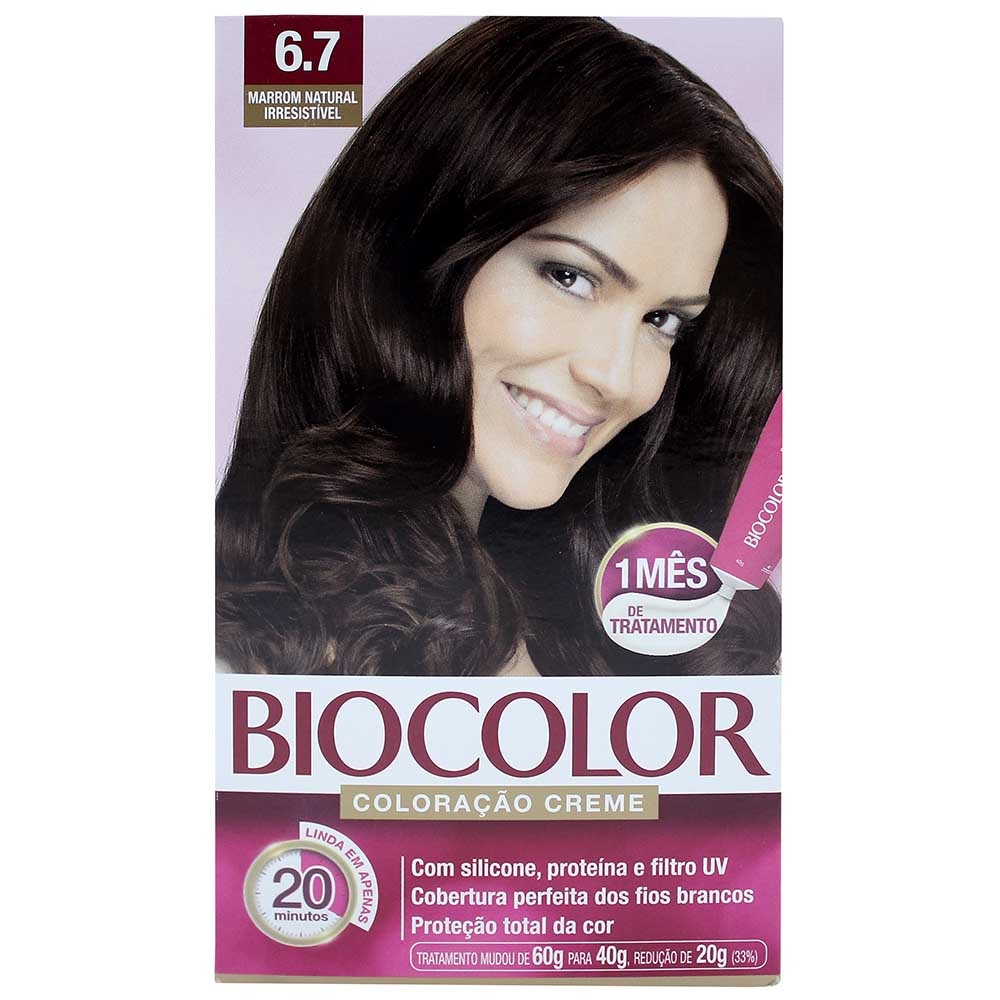 6.7
MARROM NATURAL
IRRESISTÍVEL
BIOCOLOR
1 MÊS
DE
TRATAMENTO
BIOCOLOR
COLORAÇÃO CREME
LINDA EM APENAS
20
minutos
Com silicone, proteína e filtro UV
Cobertura perfeita dos fios brancos
Proteção total da cor
TRATAMENTO MUDOU DE 60g PARA 40g, REDUÇÃO DE 20g (33%)